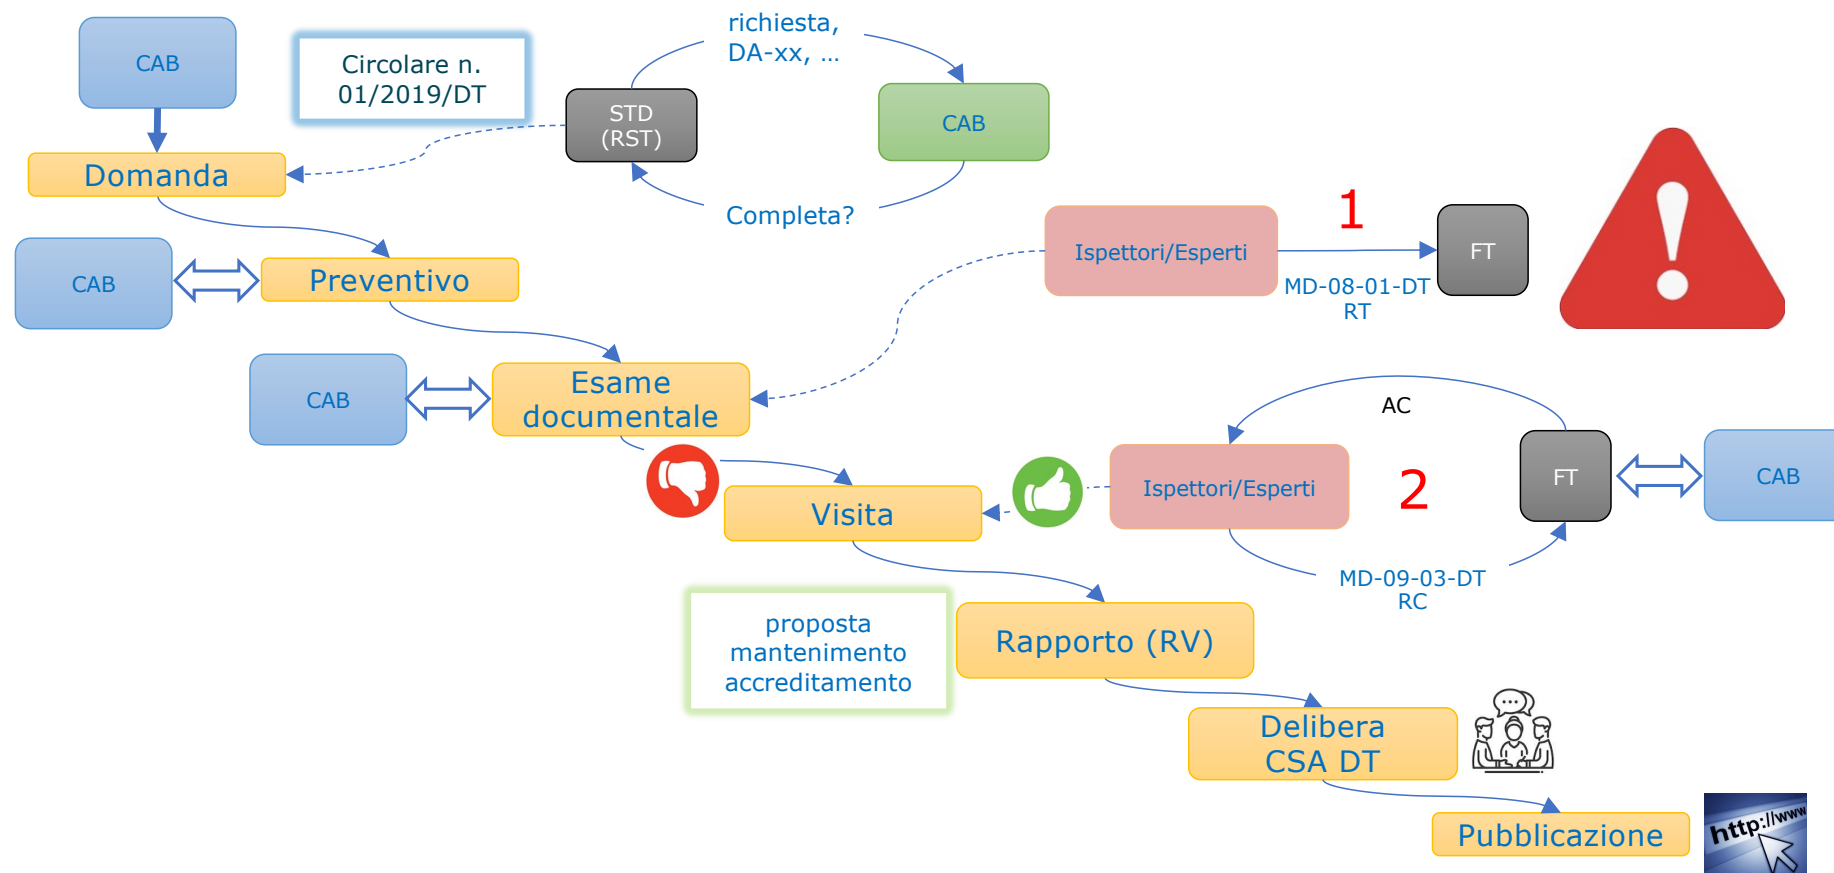 CAB
Circolare n.
01/2019/DT
richiesta,
DA-xx, ...
STD
(RST)
CAB
Completa?
Domanda
CAB
Preventivo
Ispettori/Esperti
1
MD-08-01-DT
RT
FT
CAB
Esame
documentale
AC
Visita
Ispettori/Esperti
2
FT
CAB
MD-09-03-DT
RC
proposta
mantenimento
accreditamento
Rapporto (RV)
Delibera
CSA DT
Pubblicazione
http://www